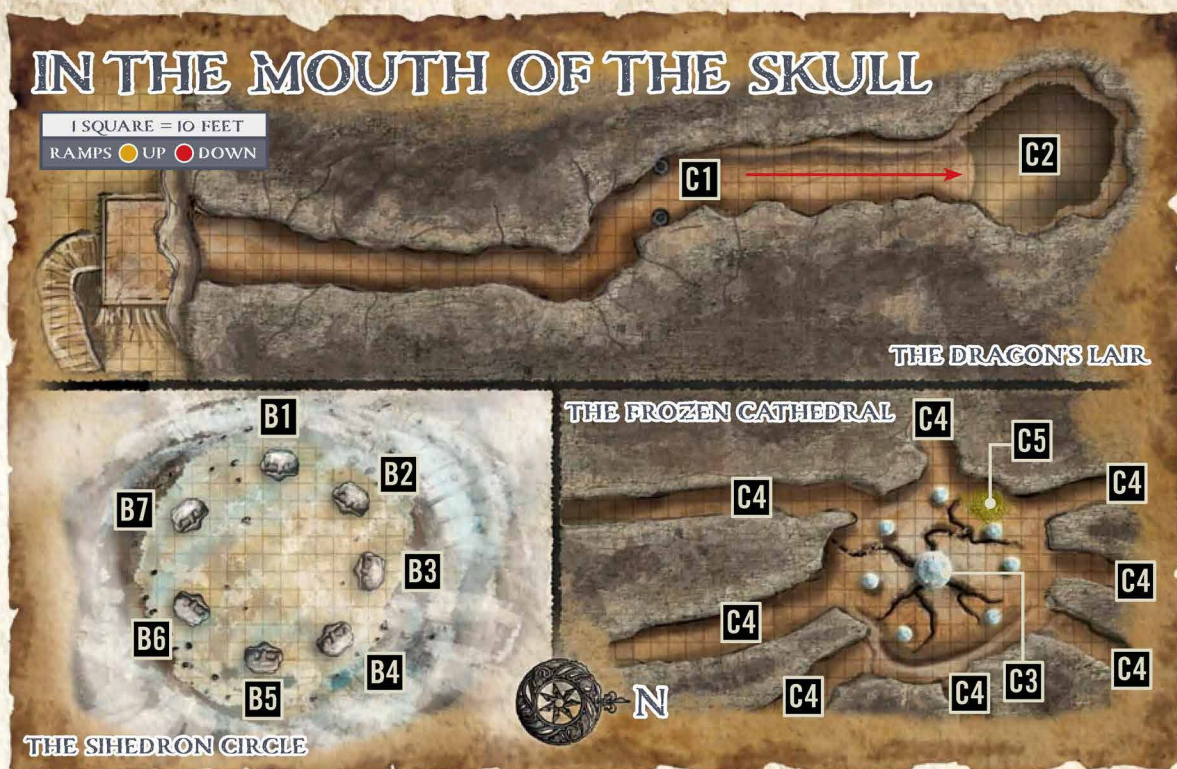 IN THE MOUTH OF THE SKULL
1 SQUARE = 10 FEET
RAMPS UP DOWN
C1
C2
THE DRAGON'S LAIR
B1
B2
B7
B3
B6
B4
B5
THE SIHEDRON CIRCLE
N
THE FROZEN CATHEDRAL
C4
C5
C4
C4
C4
C4
C4
C4
C4
C3